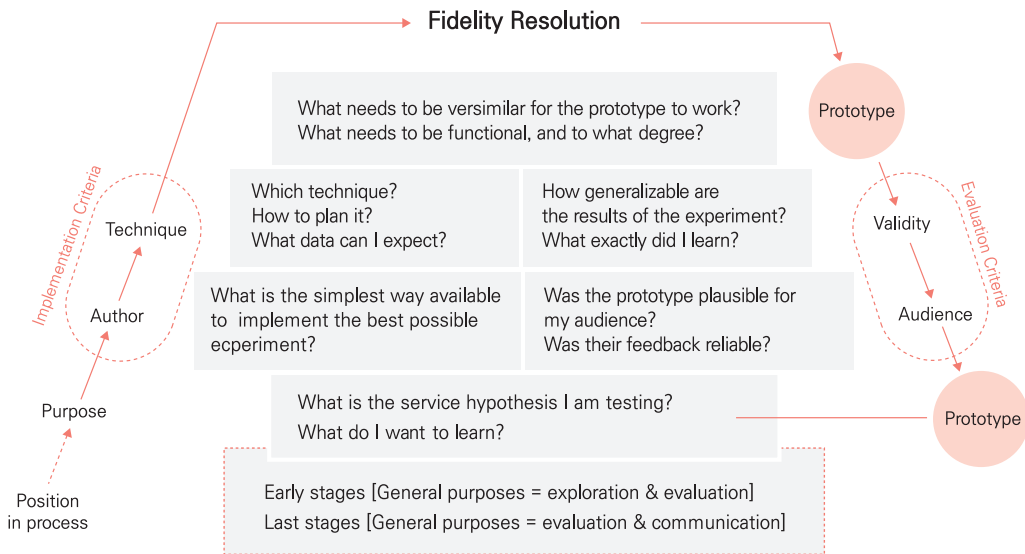 Fidelity Resolution
What needs to be versimilar for the prototype to work?
What needs to be functional, and to what degree?
Prototype
Implementation Criteria
Technique
Which technique?
How to plan it?
What data can I expect?
How generalizable are
the results of the experiment?
What exactly did I learn?
Validity
Evaluation Criteria
Author
What is the simplest way available
to implement the best possible
ecperiment?
Was the prototype plausible for
my audience?
Was their feedback reliable?
Audience
Purpose
What is the service hypothesis I am testing?
What do I want to learn?
Prototype
Position
in process
Early stages [General purposes = exploration & evaluation]
Last stages [General purposes = evaluation & communication]